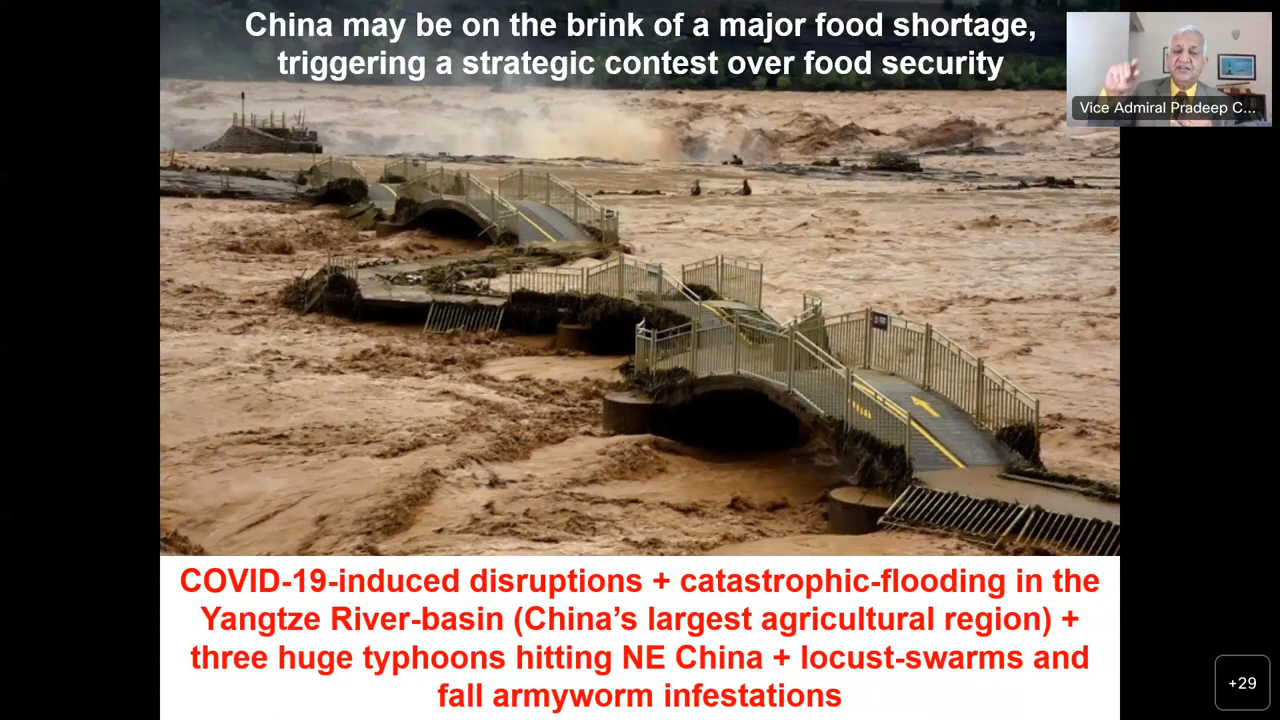 China may be on the brink of a major food shortage,
triggering a strategic contest over food security
Vice Admiral Pradeep C...
COVID-19-induced disruptions + catastrophic-flooding in the
Yangtze River-basin (China’s largest agricultural region) +
three huge typhoons hitting NE China + locust-swarms and
fall armyworm infestations
+29